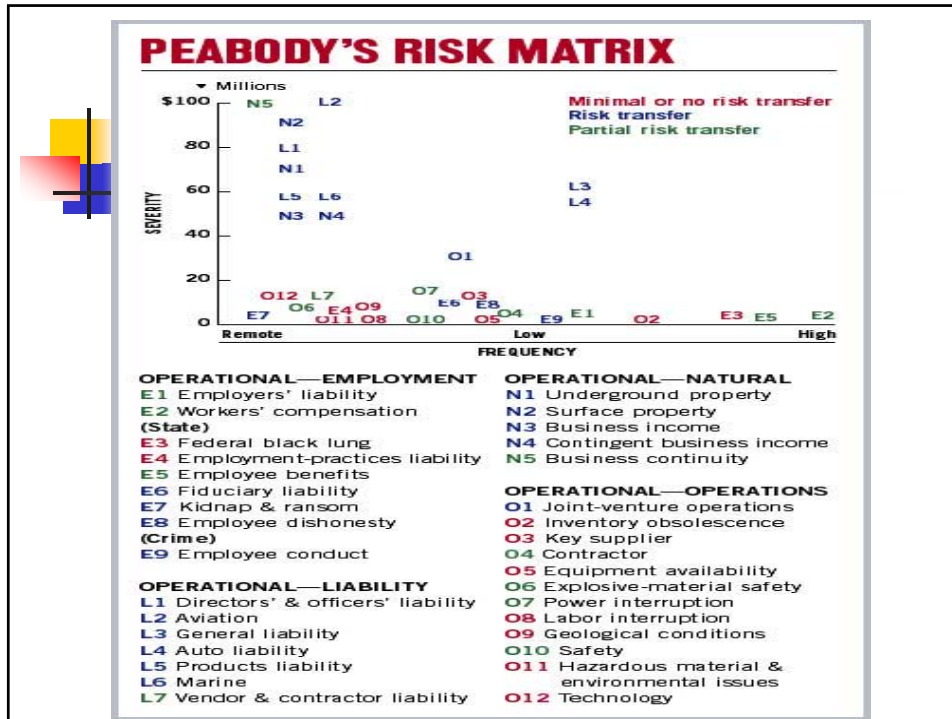 PEABODY'S RISK MATRIX
▾ Millions
$100
80
60
40
20
0
SEVERITY
Minimal or no risk transfer
Risk transfer
Partial risk transfer
N5 L2
N2
L1
N1
L3
L5 L6 L4
N3 N4
O1
O12 L7 O7 O3
O6 E4 O9 E6 E8
E7 O11 O8 O10 O5 O4 E9 E1 O2 E3 E5 E2
Remote Low High
FREQUENCY
OPERATIONAL—EMPLOYMENT
E1 Employers' liability
E2 Workers' compensation
(State)
E3 Federal black lung
E4 Employment-practices liability
E5 Employee benefits
E6 Fiduciary liability
E7 Kidnap & ransom
E8 Employee dishonesty
(Crime)
E9 Employee conduct
OPERATIONAL—LIABILITY
L1 Directors' & officers' liability
L2 Aviation
L3 General liability
L4 Auto liability
L5 Products liability
L6 Marine
L7 Vendor & contractor liability
OPERATIONAL—NATURAL
N1 Underground property
N2 Surface property
N3 Business income
N4 Contingent business income
N5 Business continuity
OPERATIONAL—OPERATIONS
O1 Joint-venture operations
O2 Inventory obsolescence
O3 Key supplier
O4 Contractor
O5 Equipment availability
O6 Explosive-material safety
O7 Power interruption
O8 Labor interruption
O9 Geological conditions
O10 Safety
O11 Hazardous material &
environmental issues
O12 Technology